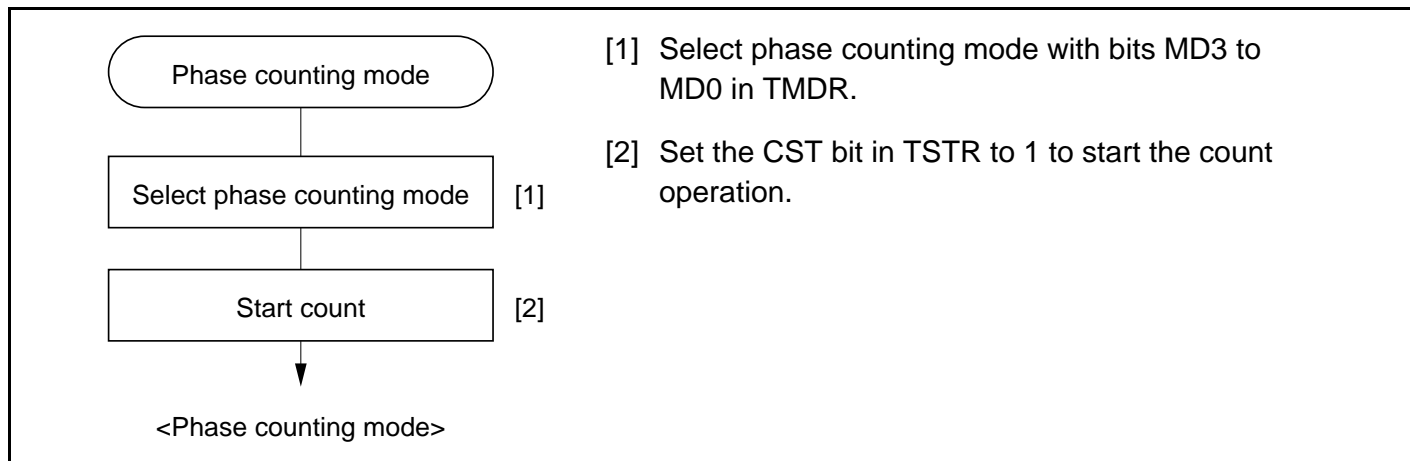 Phase counting mode
Select phase counting mode [1]
Start count [2]
<Phase counting mode>
[1] Select phase counting mode with bits MD3 to
MD0 in TMDR.
[2] Set the CST bit in TSTR to 1 to start the count
operation.